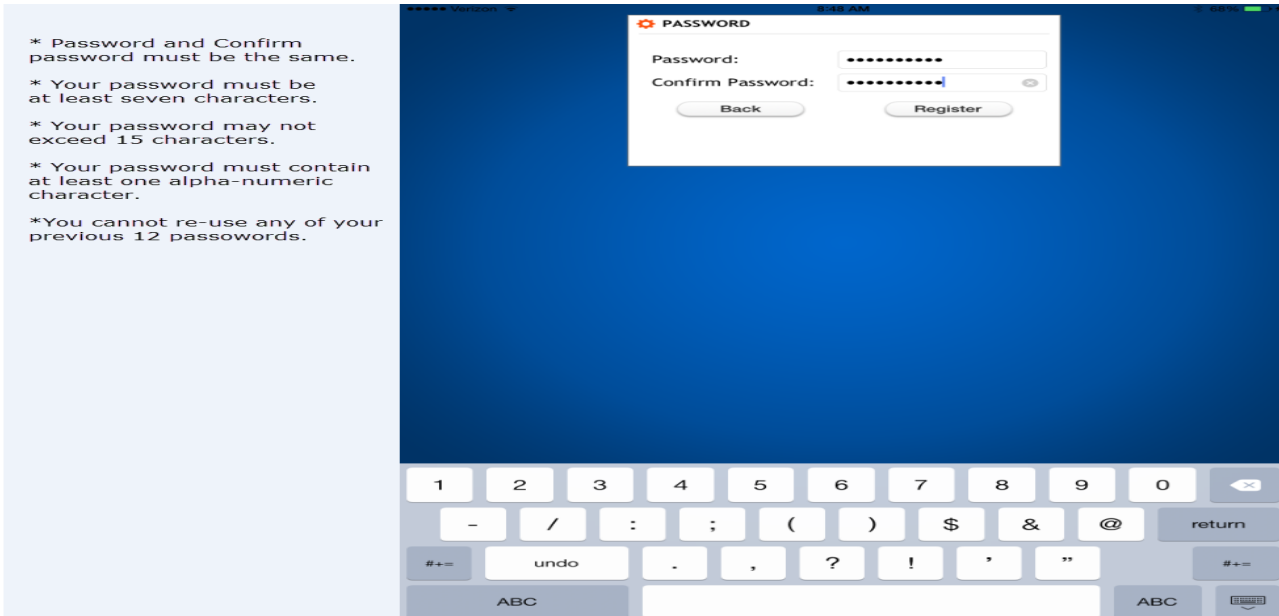 * Password and Confirm
password must be the same.
* Your password must be
at least seven characters.
* Your password may not
exceed 15 characters.
* Your password must contain
at least one alpha-numeric
character.
*You cannot re-use any of your
previous 12 passowords.
Verizon 8:48 AM 68%
PASSWORD
Password: ••••••••••
Confirm Password: ••••••••••
Back Register
1 2 3 4 5 6 7 8 9 0
- / : ; ( ) $ & @ return
#+= undo . , ? ! ’ ” #+=
ABC ABC